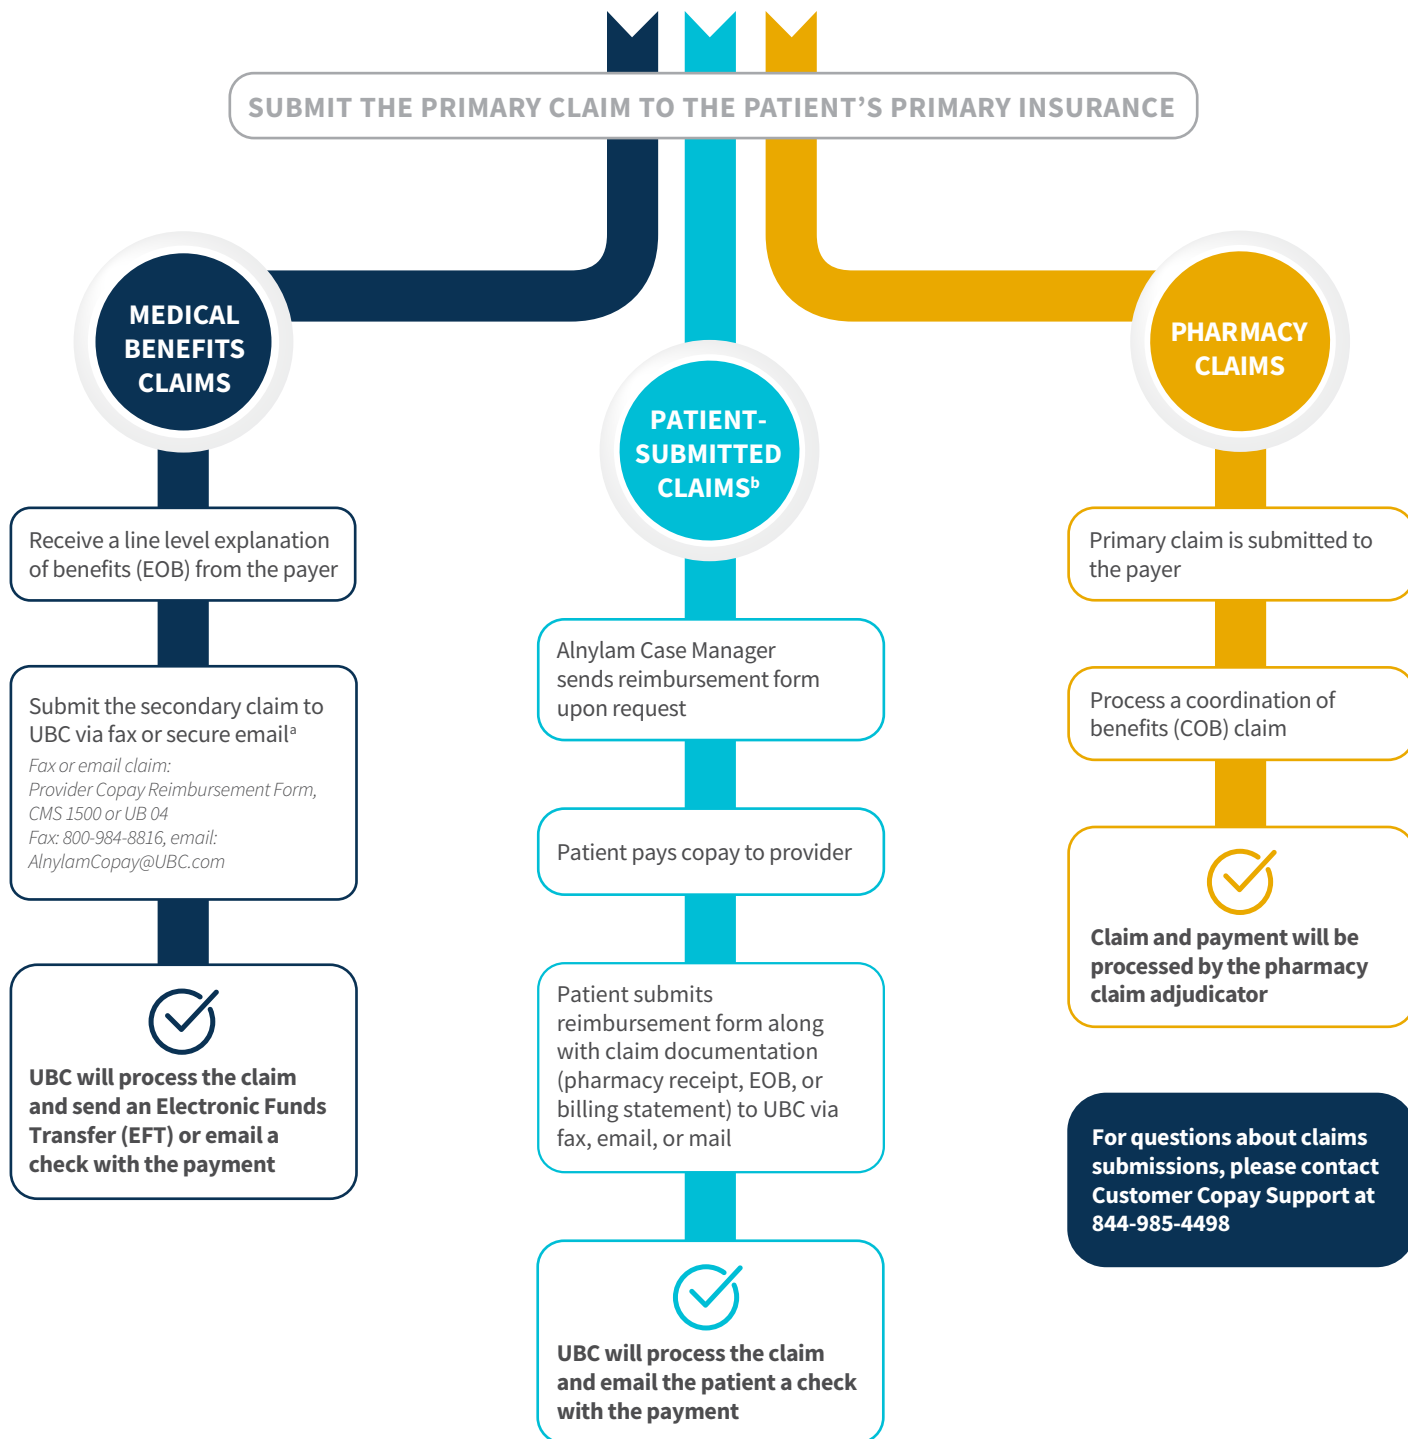 SUBMIT THE PRIMARY CLAIM TO THE PATIENT’S PRIMARY INSURANCE
MEDICAL
BENEFITS
CLAIMS
Receive a line level explanation
of benefits (EOB) from the payer
Submit the secondary claim to
UBC via fax or secure emailᵃ
Fax or email claim:
Provider Copay Reimbursement Form,
CMS 1500 or UB 04
Fax: 800-984-8816, email:
AlnylamCopay@UBC.com
UBC will process the claim
and send an Electronic Funds
Transfer (EFT) or email a
check with the payment
PATIENT-
SUBMITTED
CLAIMSᵇ
Alnylam Case Manager
sends reimbursement form
upon request
Patient pays copay to provider
Patient submits
reimbursement form along
with claim documentation
(pharmacy receipt, EOB, or
billing statement) to UBC via
fax, email, or mail
UBC will process the claim
and email the patient a check
with the payment
PHARMACY
CLAIMS
Primary claim is submitted to
the payer
Process a coordination of
benefits (COB) claim
Claim and payment will be
processed by the pharmacy
claim adjudicator
For questions about claims
submissions, please contact
Customer Copay Support at
844-985-4498